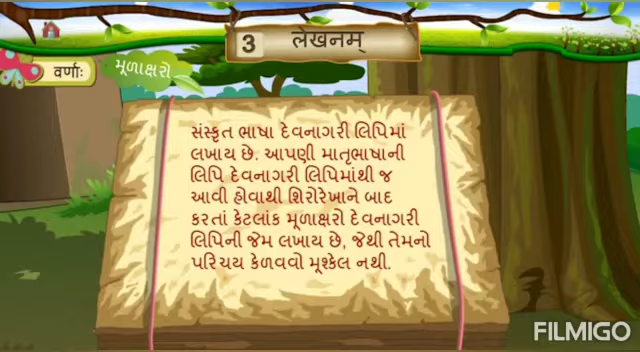 3 लेखनम्
वर्णाः મૂળાક્ષરો
સંસ્કૃત ભાષા દેવનાગરી લિપિમાં
લખાય છે. આપણી માતૃભાષાની
લિપિ દેવનાગરી લિપિમાંથી જ
આવી હોવાથી શિરોરેખાને બાદ
કરતાં કેટલાંક મૂળાક્ષરો દેવનાગરી
લિપિની જેમ લખાય છે, જેથી તેમનો
પરિચય કેળવવો મૂશ્કેલ નથી.
FILMIGO